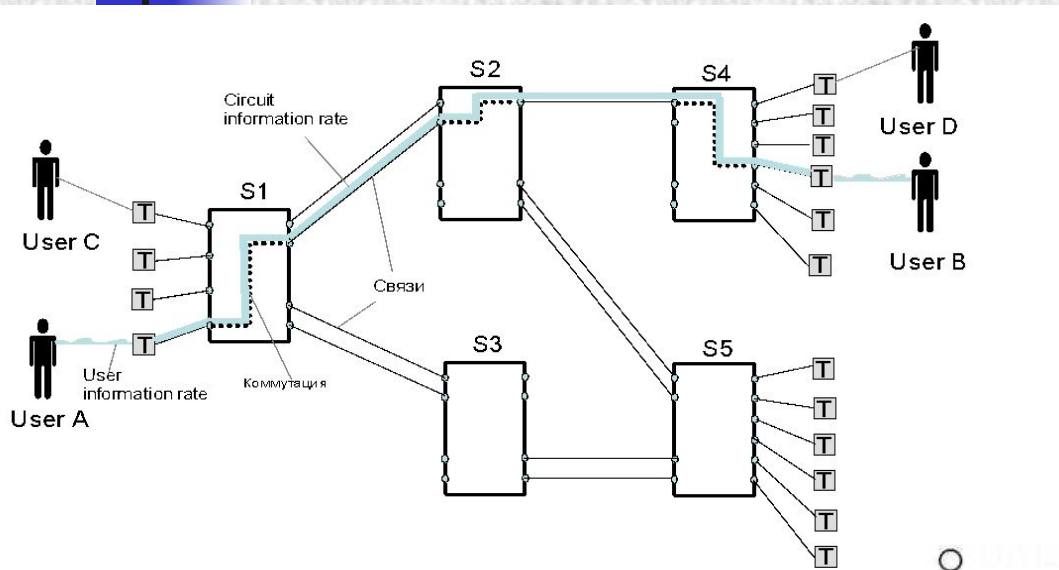 S2
S4
T
User D
Circuit
information rate
T
T
T
User B
User C
T
S1
T
T
T
T
T
Связи
S3
S5
User
information rate
Коммутация
User A
T
T
T
T
T
T